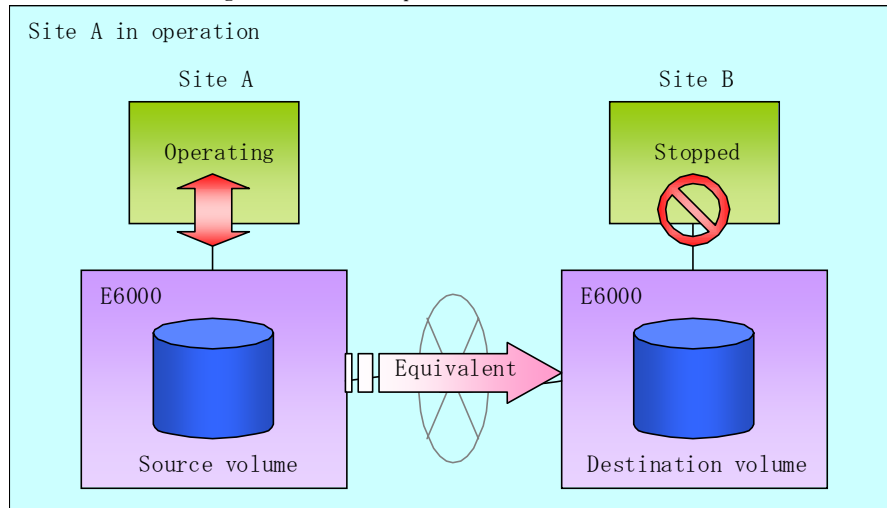 Site A in operation
Site A
Site B
Operating
Stopped
E6000
E6000
Equivalent
Source volume
Destination volume